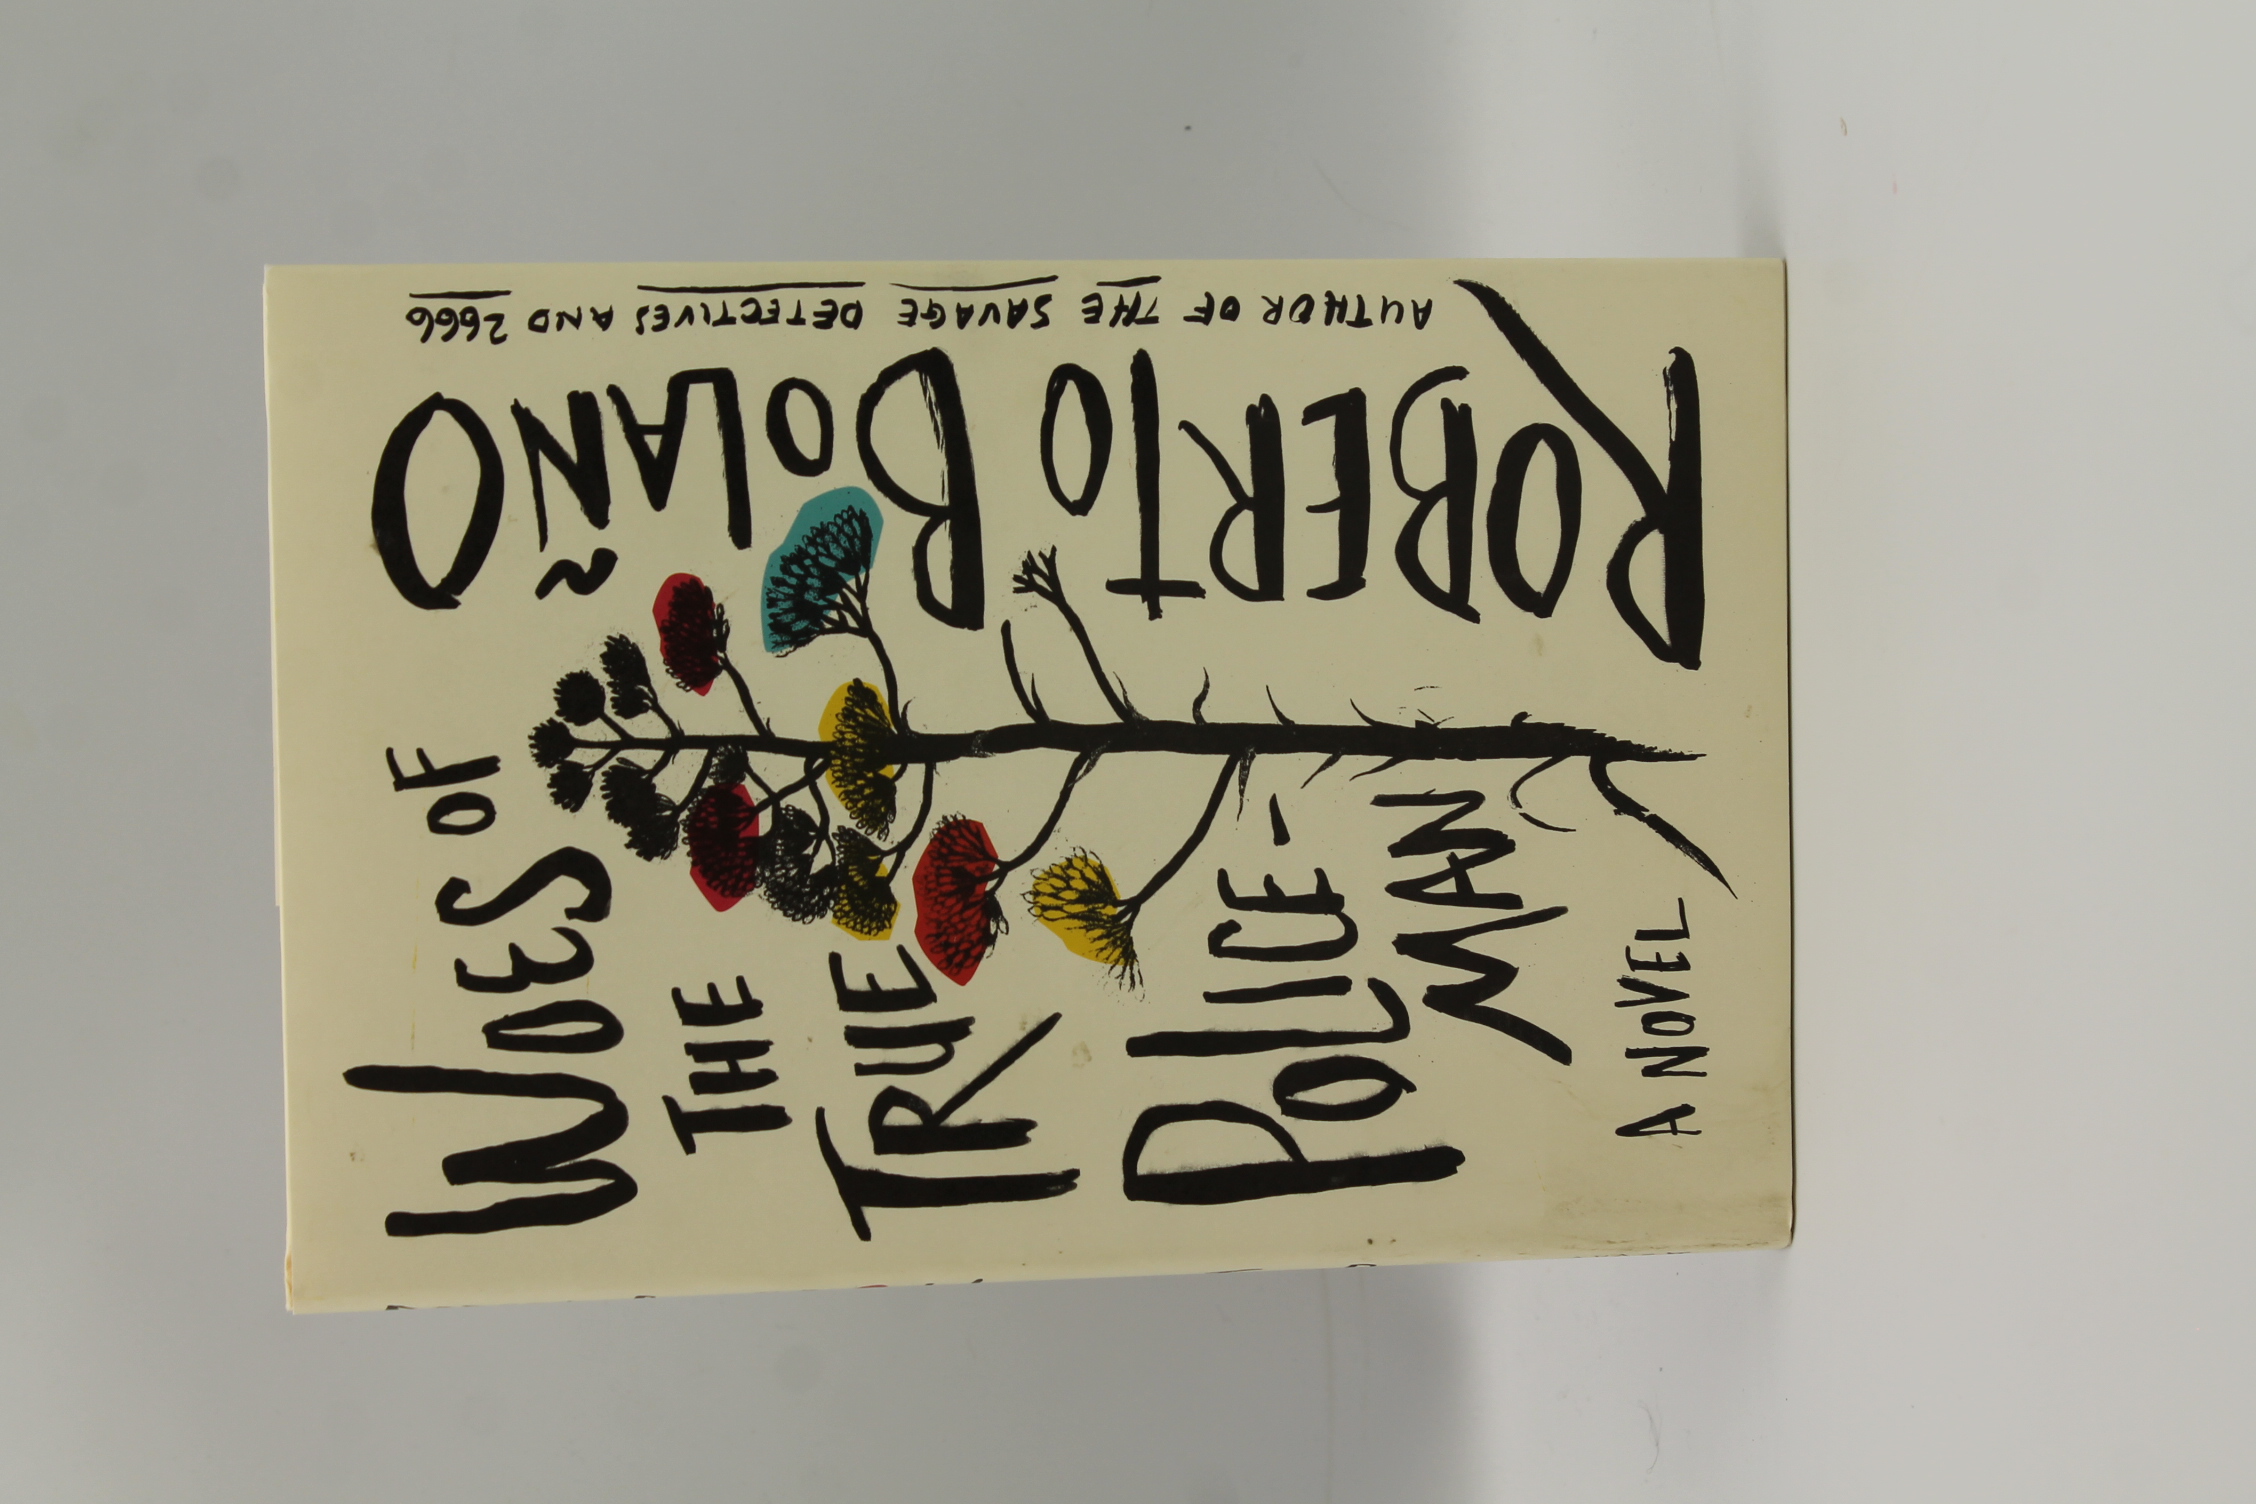 WOES OF
THE
TRUE
POLICE-
MAN
A NOVEL
ROBERTO BOLAÑO
AUTHOR OF THE SAVAGE DETECTIVES AND 2666